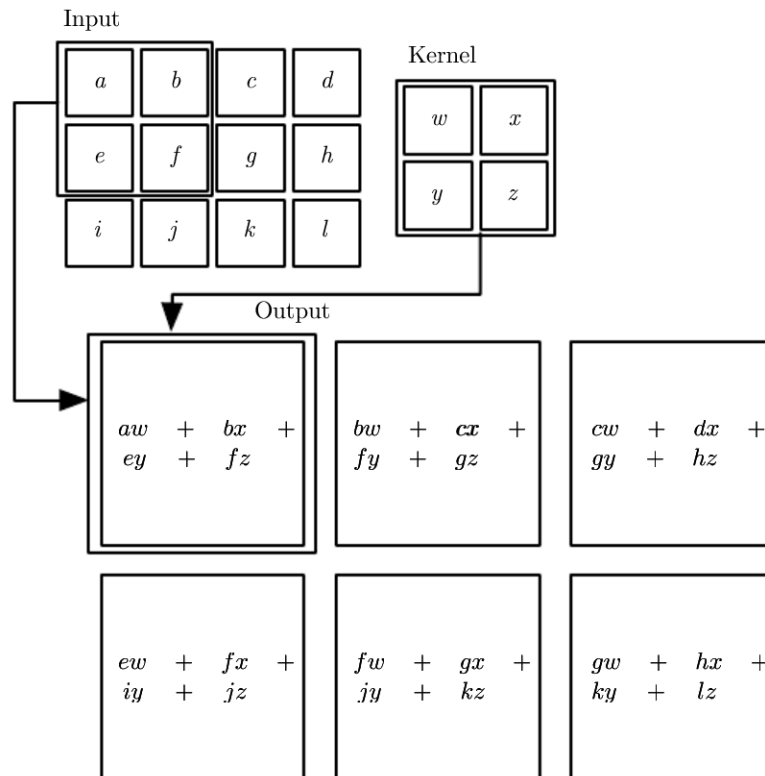 Input
a b c d
e f g h
i j k l
Kernel
w x
y z
Output
aw + bx +
ey + fz
bw + cx +
fy + gz
cw + dx +
gy + hz
ew + fx +
iy + jz
fw + gx +
jy + kz
gw + hx +
ky + lz